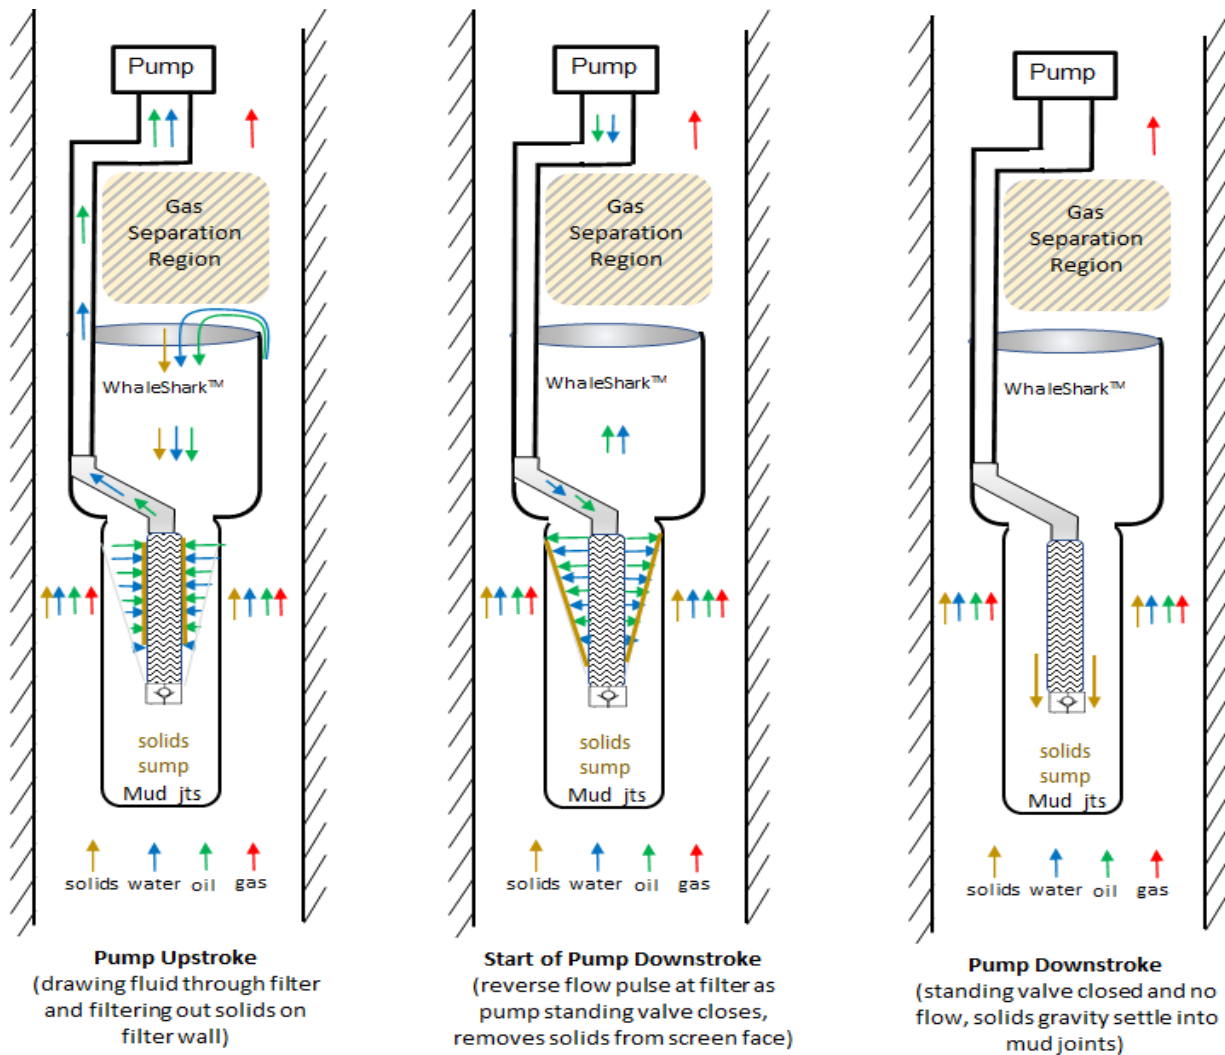 Pump
Gas
Separation
Region
WhaleShark™
solids
sump
Mud jts
solids water oil gas
Pump Upstroke
(drawing fluid through filter
and filtering out solids on
filter wall)
Pump
Gas
Separation
Region
WhaleShark™
solids
sump
Mud jts
solids water oil gas
Start of Pump Downstroke
(reverse flow pulse at filter as
pump standing valve closes,
removes solids from screen face)
Pump
Gas
Separation
Region
WhaleShark™
solids
sump
Mud jts
solids water oil gas
Pump Downstroke
(standing valve closed and no
flow, solids gravity settle into
mud joints)